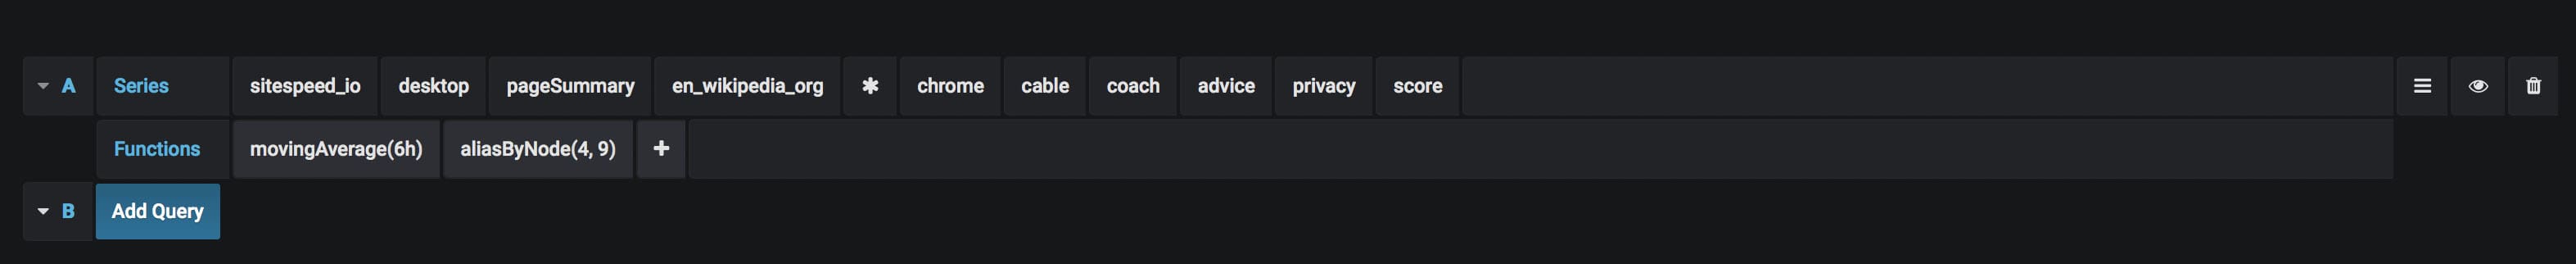 A Series sitespeed_io desktop pageSummary en_wikipedia_org * chrome cable coach advice privacy score
Functions movingAverage(6h) aliasByNode(4, 9) +
B Add Query